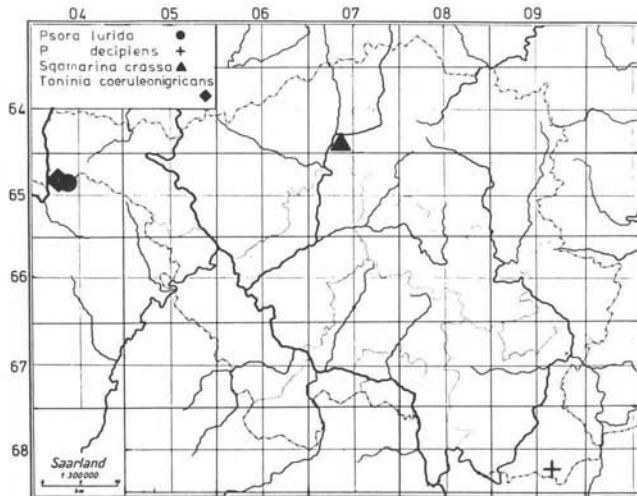 04 05 06 07 08 09
Psora lurida
P decipiens
Sqamarina crassa
Toninia coeruleonigricans
64
65
66
67
68
Saarland
1:300000
km